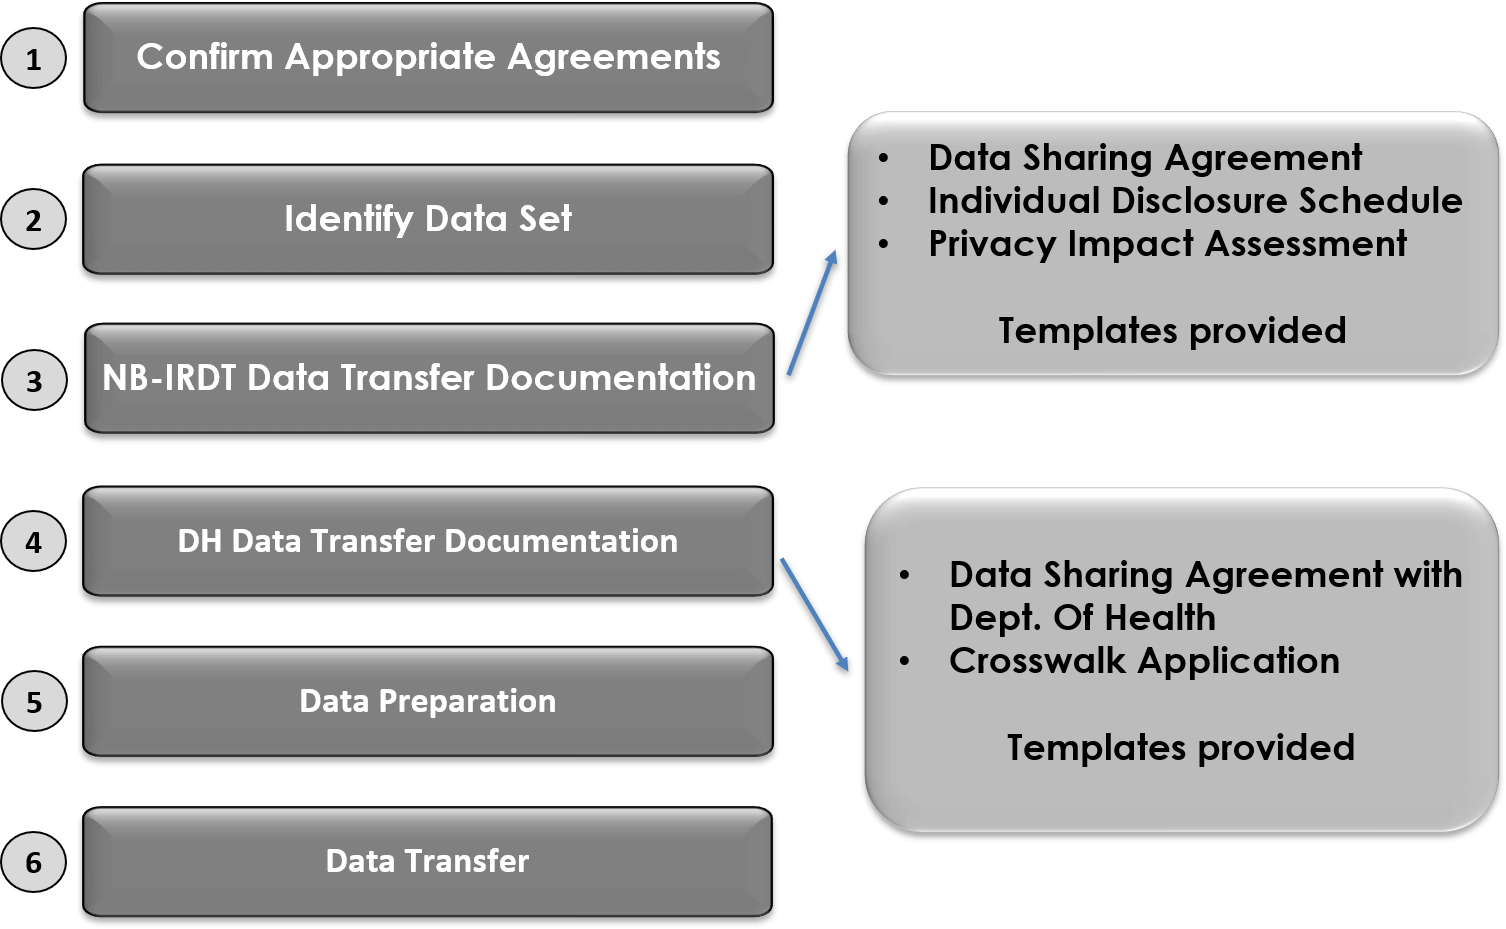 1
Confirm Appropriate Agreements
2
Identify Data Set
3
NB-IRDT Data Transfer Documentation
• Data Sharing Agreement
• Individual Disclosure Schedule
• Privacy Impact Assessment
Templates provided
4
DH Data Transfer Documentation
• Data Sharing Agreement with
Dept. Of Health
• Crosswalk Application
Templates provided
5
Data Preparation
6
Data Transfer